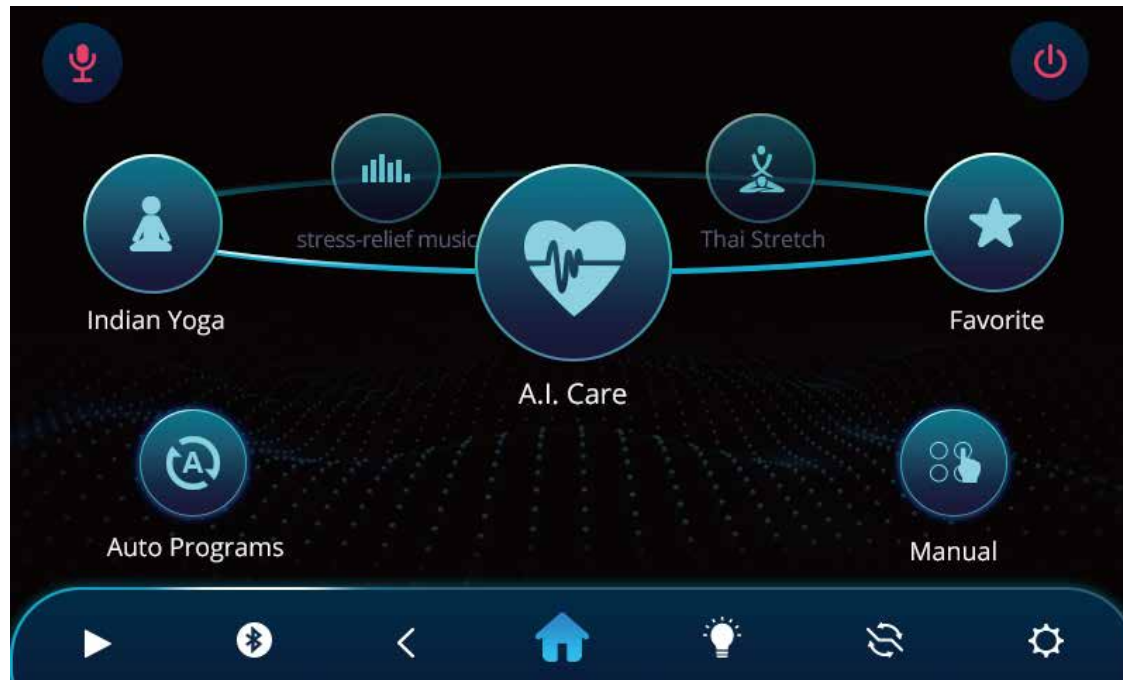 stress-relief music
Thai Stretch
Indian Yoga
Favorite
A.I. Care
A
Auto Programs
Manual